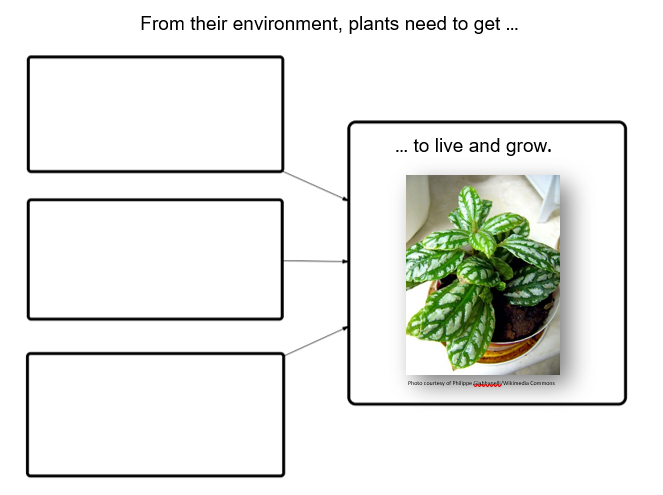 From their environment, plants need to get ...
... to live and grow.
Photo courtesy of Philippe /Wikimedia Commons